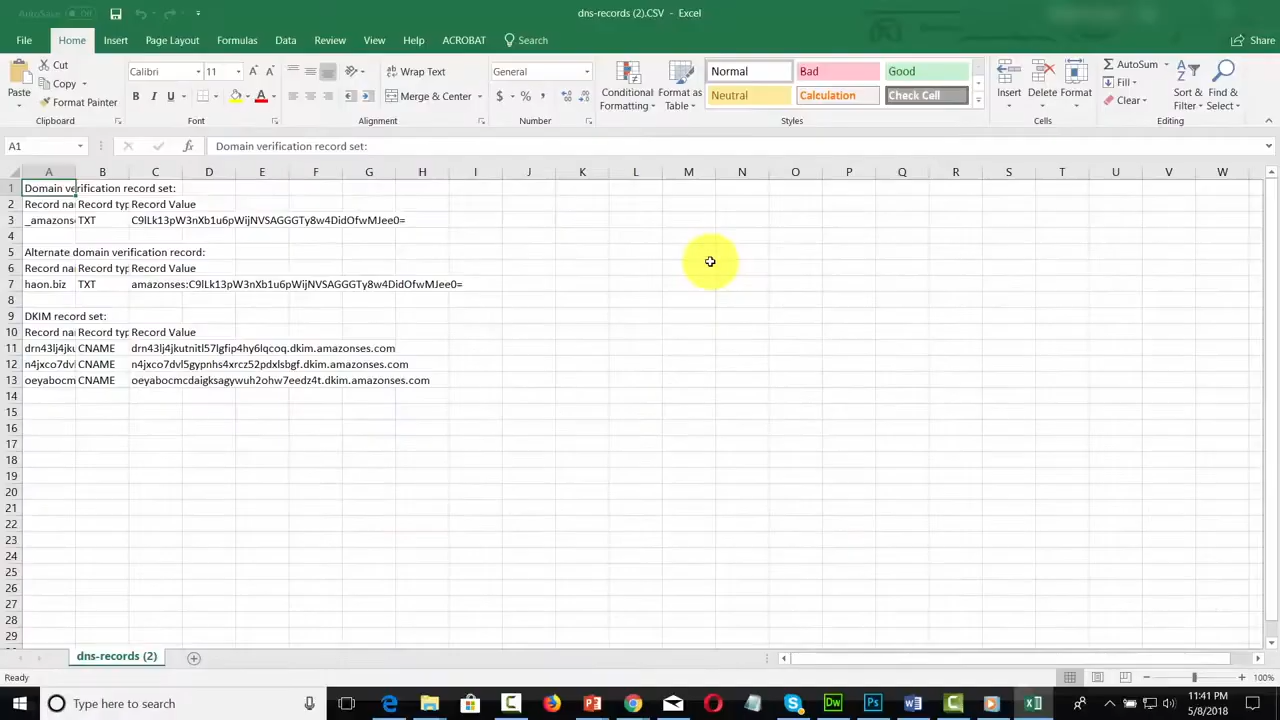 AutoSave Off
dns-records (2).CSV - Excel
File Home Insert Page Layout Formulas Data Review View Help ACROBAT Search Share
Cut
Copy
Format Painter
Paste
Clipboard
Calibri 11
B I U
Font
Wrap Text
Merge & Center
Alignment
General
$ % ,
Number
Conditional Formatting
Format as Table
Normal Bad Good
Neutral Calculation Check Cell
Styles
Insert Delete Format
Cells
AutoSum
Fill
Clear
Sort & Filter
Find & Select
Editing
A1 fx Domain verification record set:
A B C D E F G H I J K L M N O P Q R S T U V W
1 Domain verification record set:
2 Record na Record typ Record Value
3 _amazonse TXT C9lLk13pW3nXb1u6pWijNVSAGGGTy8w4DidOfwMJee0=
4
5 Alternate domain verification record:
6 Record na Record typ Record Value
7 haon.biz TXT amazonses:C9lLk13pW3nXb1u6pWijNVSAGGGTy8w4DidOfwMJee0=
8
9 DKIM record set:
10 Record na Record typ Record Value
11 drn43lj4jku CNAME drn43lj4jkutnitl57lgfip4hy6lqcoq.dkim.amazonses.com
12 n4jxco7dvl CNAME n4jxco7dvl5gypnhs4xrcz52pdxlsbgf.dkim.amazonses.com
13 oeyabocm CNAME oeyabocmcdaigksagywuh2ohw7eedz4t.dkim.amazonses.com
14
15
16
17
18
19
20
21
22
23
24
25
26
27
28
29
dns-records (2)
Ready
100%
Type here to search
11:41 PM
5/8/2018